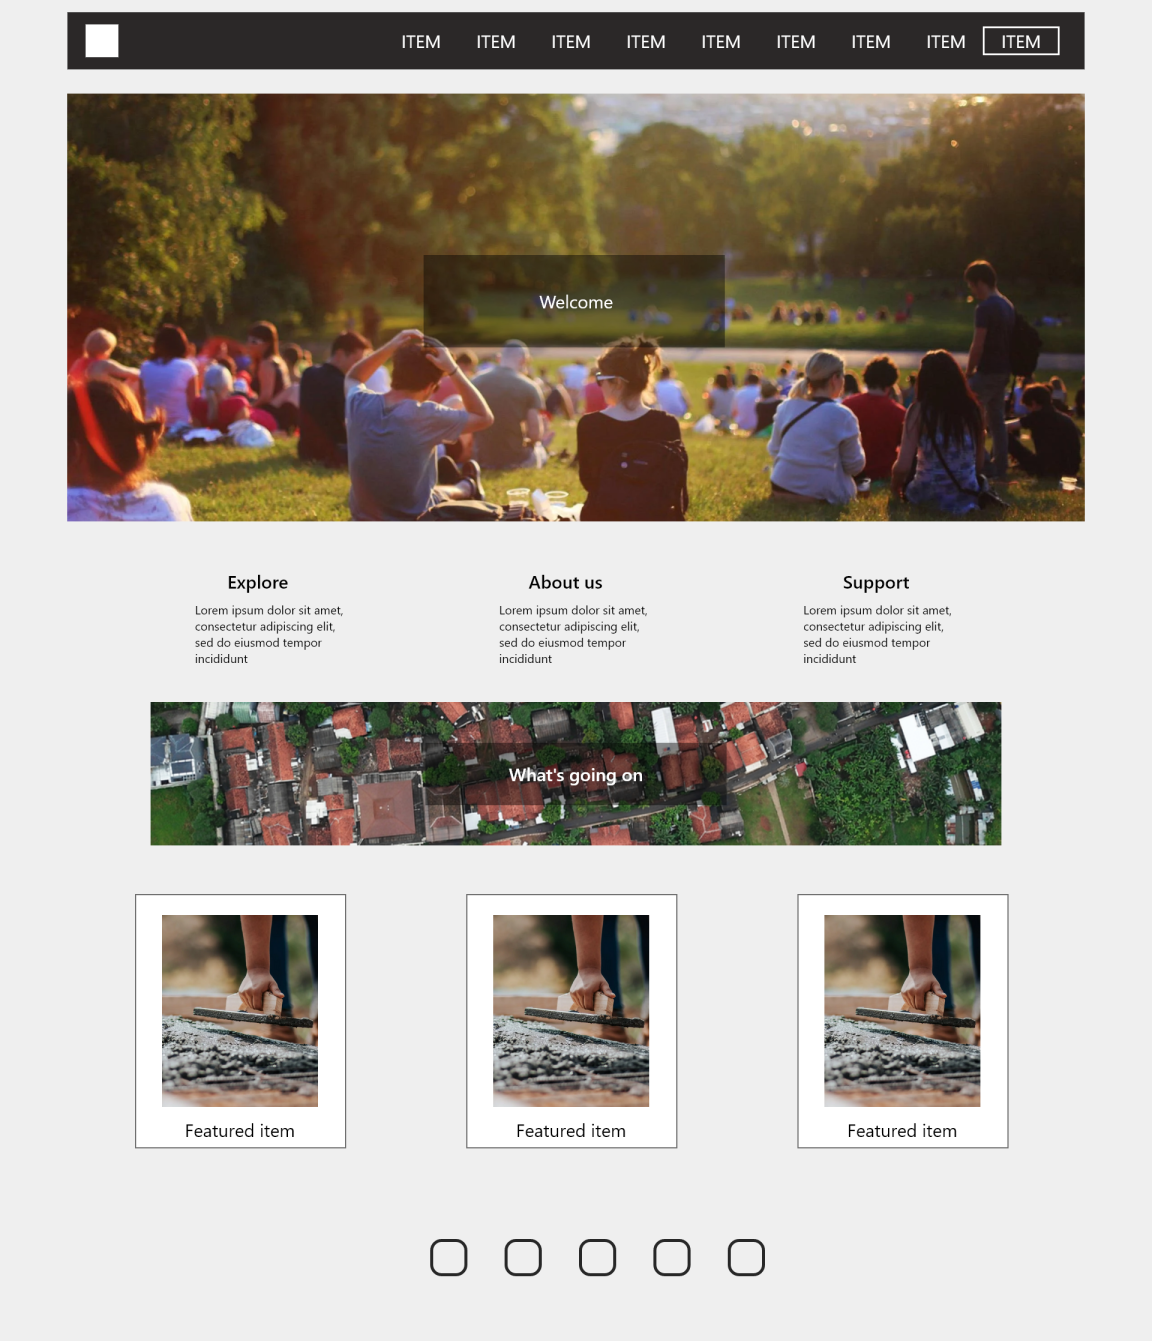 ITEM ITEM ITEM ITEM ITEM ITEM ITEM ITEM ITEM
Welcome
Explore
Lorem ipsum dolor sit amet,
consectetur adipiscing elit,
sed do eiusmod tempor
incididunt
About us
Lorem ipsum dolor sit amet,
consectetur adipiscing elit,
sed do eiusmod tempor
incididunt
Support
Lorem ipsum dolor sit amet,
consectetur adipiscing elit,
sed do eiusmod tempor
incididunt
What's going on
Featured item
Featured item
Featured item